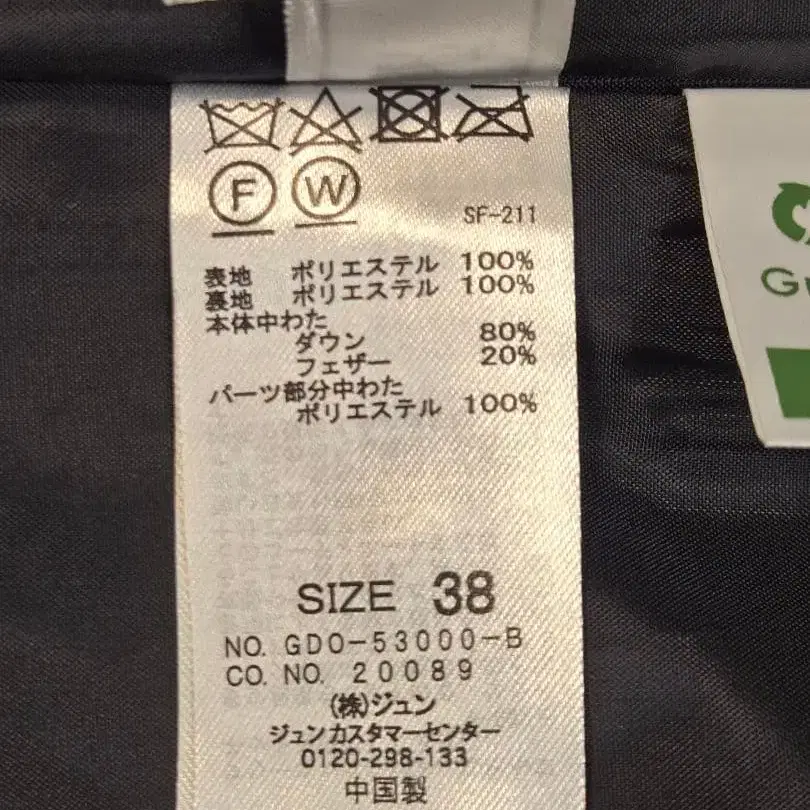 F W
SF-211
表地 ポリエステル 100%
裏地 ポリエステル 100%
本体中わた
ダウン 80%
フェザー 20%
パーツ部分中わた
ポリエステル 100%
SIZE 38
NO. GDO-53000-B
CO. NO. 20089
(株)ジュン
ジュンカスタマーセンター
0120-298-133
中国製
G